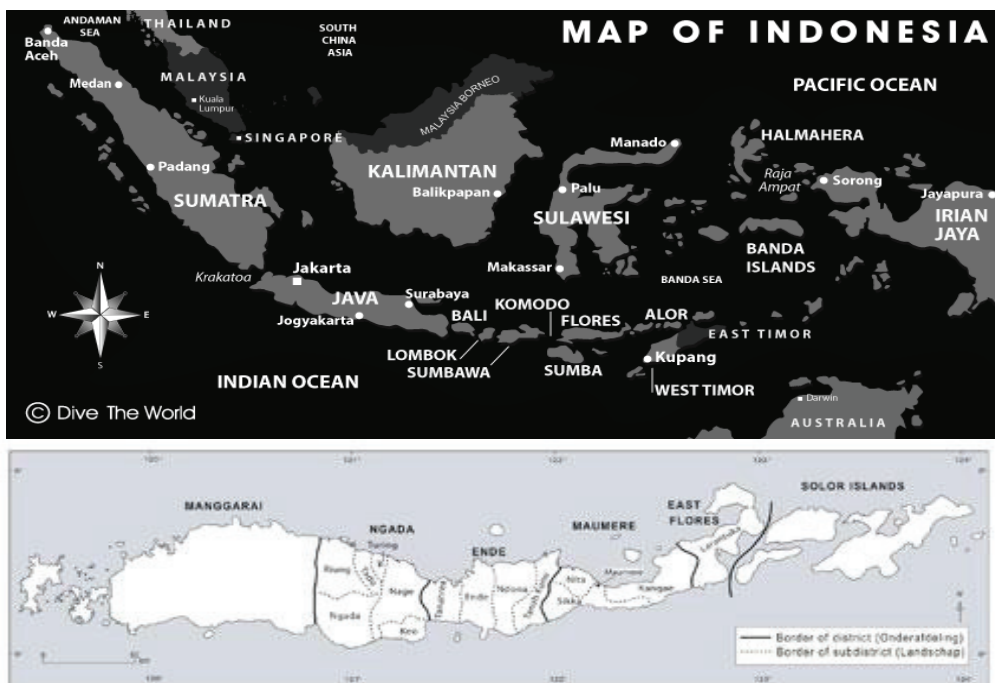 MAP OF INDONESIA
ANDAMAN
SEA
THAILAND
SOUTH
CHINA
ASIA
Banda
Aceh
MALAYSIA
Medan
Kuala
Lumpur
MALAYSIA BORNEO
PACIFIC OCEAN
SINGAPORE
HALMAHERA
Manado
Padang
KALIMANTAN
Raja
Ampat
Sorong
Balikpapan
Palu
Jayapura
SUMATRA
SULAWESI
IRIAN
JAYA
BANDA
ISLANDS
Krakatoa
Jakarta
Makassar
BANDA SEA
N
W
E
S
JAVA
Surabaya
KOMODO
Jogyakarta
BALI
FLORES
ALOR
EAST TIMOR
LOMBOK
SUMBAWA
SUMBA
Kupang
INDIAN OCEAN
WEST TIMOR
© Dive The World
Darwin
AUSTRALIA
SOLOR ISLANDS
MANGGARAI
EAST
FLORES
NGADA
MAUMERE
ENDE
Riung
Nita
Maumere
Nage
Ende
Ndona
Kangae
Ngada
Sikka
Keo
Border of district (Onderafdeling)
Border of subdistrict (Landschap)